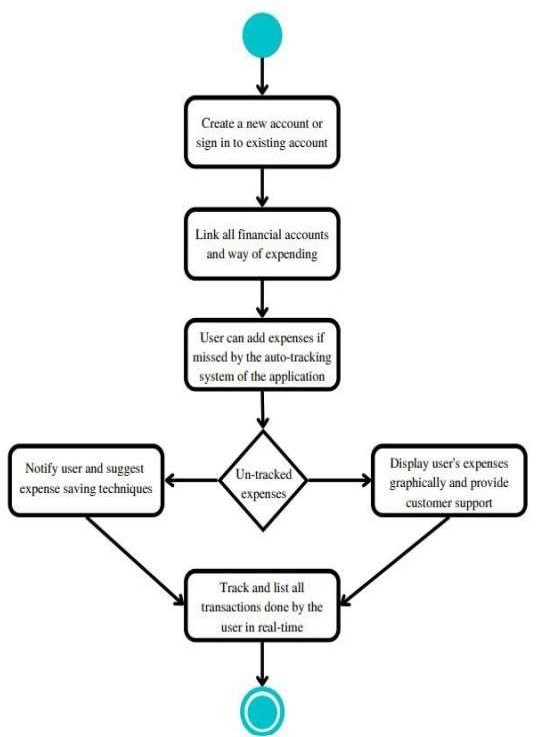 Create a new account or
sign in to existing account
Link all financial accounts
and way of expending
User can add expenses if
missed by the auto-tracking
system of the application
Un-tracked
expenses
Notify user and suggest
expense saving techniques
Display user's expenses
graphically and provide
customer support
Track and list all
transactions done by the
user in real-time